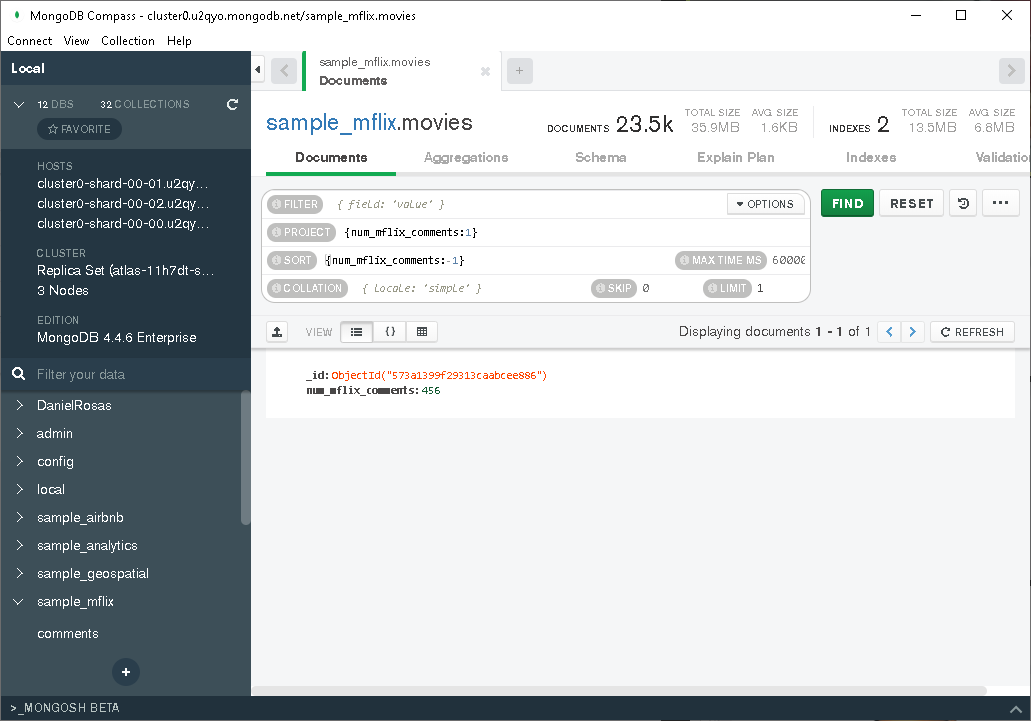 MongoDB Compass - cluster0.u2qyo.mongodb.net/sample_mflix.movies
Connect View Collection Help
Local
12 DBS 32 COLLECTIONS
FAVORITE
HOSTS
cluster0-shard-00-01.u2qy...
cluster0-shard-00-02.u2qy...
cluster0-shard-00-00.u2qy...
CLUSTER
Replica Set (atlas-11h7dt-s...
3 Nodes
EDITION
MongoDB 4.4.6 Enterprise
Filter your data
DanielRosas
admin
config
local
sample_airbnb
sample_analytics
sample_geospatial
sample_mflix
comments
+
>_MONGOSH BETA
sample_mflix.movies
Documents
+
sample_mflix.movies
DOCUMENTS 23.5k TOTAL SIZE 35.9MB AVG. SIZE 1.6KB INDEXES 2 TOTAL SIZE 13.5MB AVG. SIZE 6.8MB
Documents Aggregations Schema Explain Plan Indexes Validation
FILTER { field: 'value' } OPTIONS FIND RESET ...
PROJECT {num_mflix_comments:1}
SORT {num_mflix_comments:-1} MAX TIME MS 60000
COLLATION { locale: 'simple' } SKIP 0 LIMIT 1
VIEW {} Displaying documents 1 - 1 of 1 < > REFRESH
_id:ObjectId("573a1399f29313caabcee886")
num_mflix_comments:456